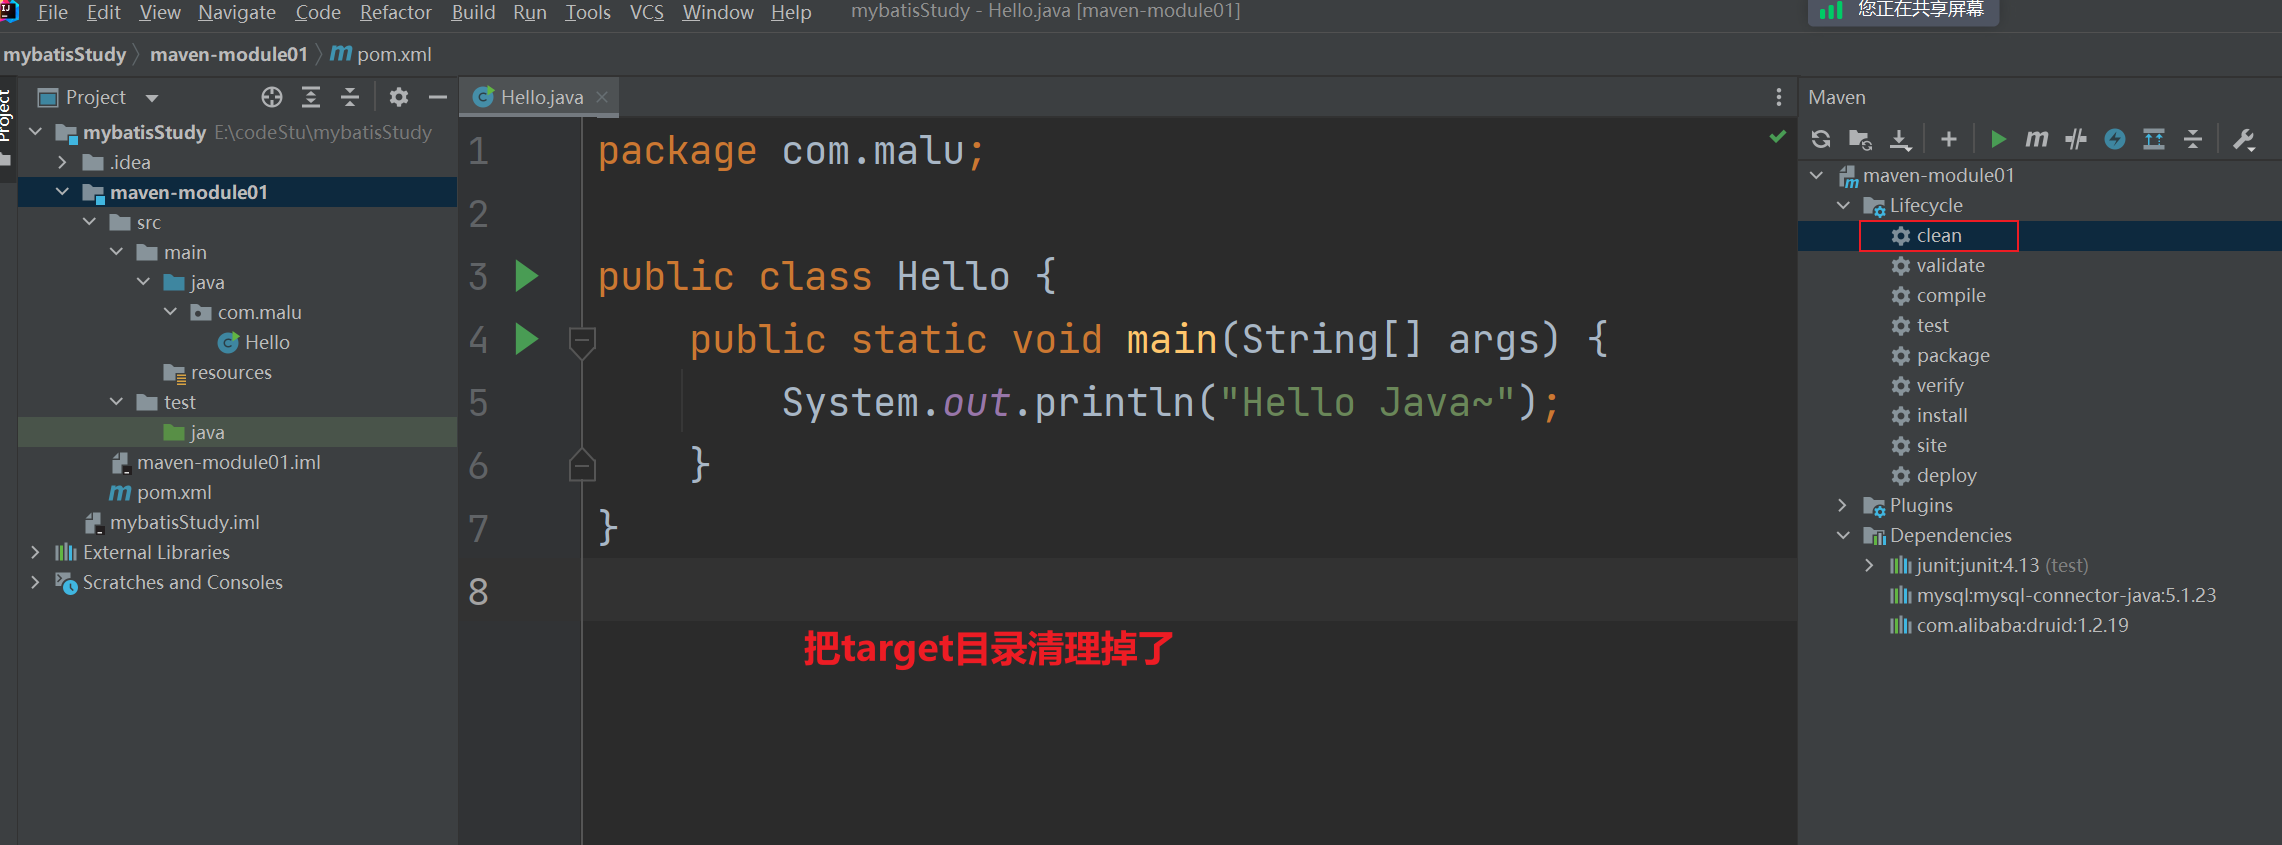 File Edit View Navigate Code Refactor Build Run Tools VCS Window Help mybatisStudy - Hello.java [maven-module01] 您正在共享屏幕
mybatisStudy maven-module01 m pom.xml
Project
Project
mybatisStudy E:\codeStu\mybatisStudy
.idea
maven-module01
src
main
java
com.malu
Hello
resources
test
java
maven-module01.iml
pom.xml
mybatisStudy.iml
External Libraries
Scratches and Consoles
Hello.java
1 package com.malu;
2
3 public class Hello {
4 public static void main(String[] args) {
5 System.out.println("Hello Java~");
6 }
7 }
8
把target目录清理掉了
Maven
maven-module01
Lifecycle
clean
validate
compile
test
package
verify
install
site
deploy
Plugins
Dependencies
junit:junit:4.13 (test)
mysql:mysql-connector-java:5.1.23
com.alibaba:druid:1.2.19